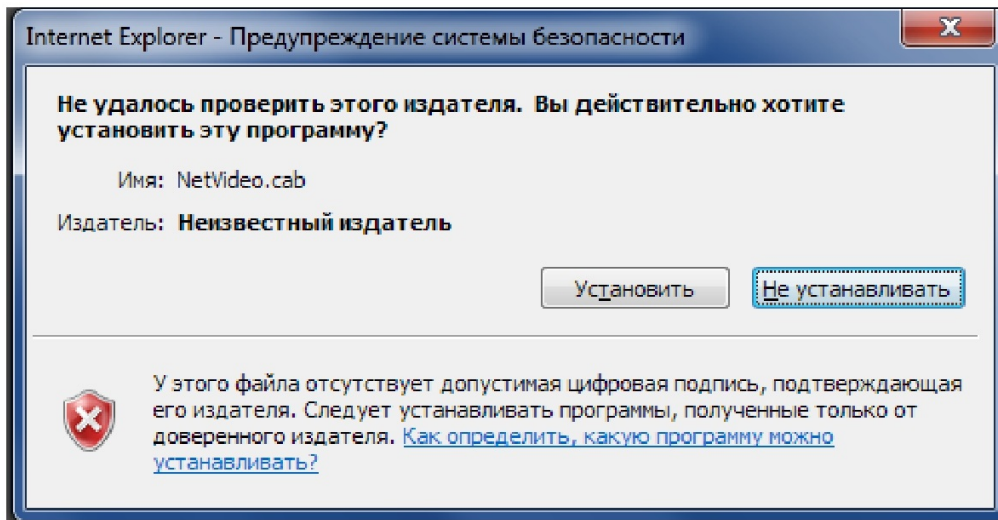 Internet Explorer - Предупреждение системы безопасности
Не удалось проверить этого издателя. Вы действительно хотите
установить эту программу?
Имя: NetVideo.cab
Издатель: Неизвестный издатель
Установить
Не устанавливать
У этого файла отсутствует допустимая цифровая подпись, подтверждающая
его издателя. Следует устанавливать программы, полученные только от
доверенного издателя. Как определить, какую программу можно
устанавливать?